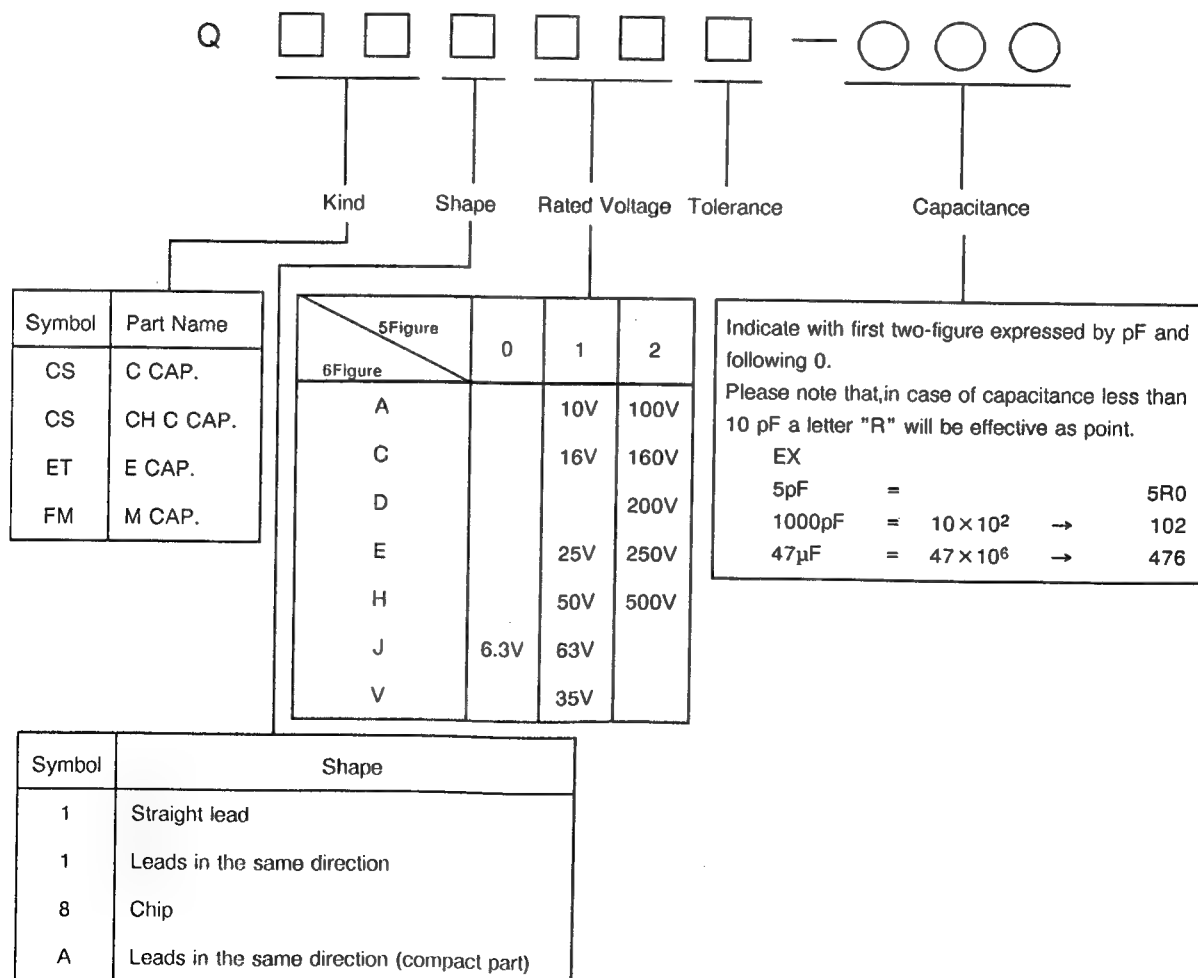 Q □ □ □ □ □ □ — ○ ○ ○
Kind Shape Rated Voltage Tolerance Capacitance
Symbol Part Name
CS C CAP.
CS CH C CAP.
ET E CAP.
FM M CAP.
5Figure
6Figure
0 1 2
A 10V 100V
C 16V 160V
D 200V
E 25V 250V
H 50V 500V
J 6.3V 63V
V 35V
Indicate with first two-figure expressed by pF and
following 0.
Please note that,in case of capacitance less than
10 pF a letter "R" will be effective as point.
EX
5pF = 5R0
1000pF = 10×10² → 102
47µF = 47×10⁶ → 476
Symbol Shape
1 Straight lead
1 Leads in the same direction
8 Chip
A Leads in the same direction (compact part)